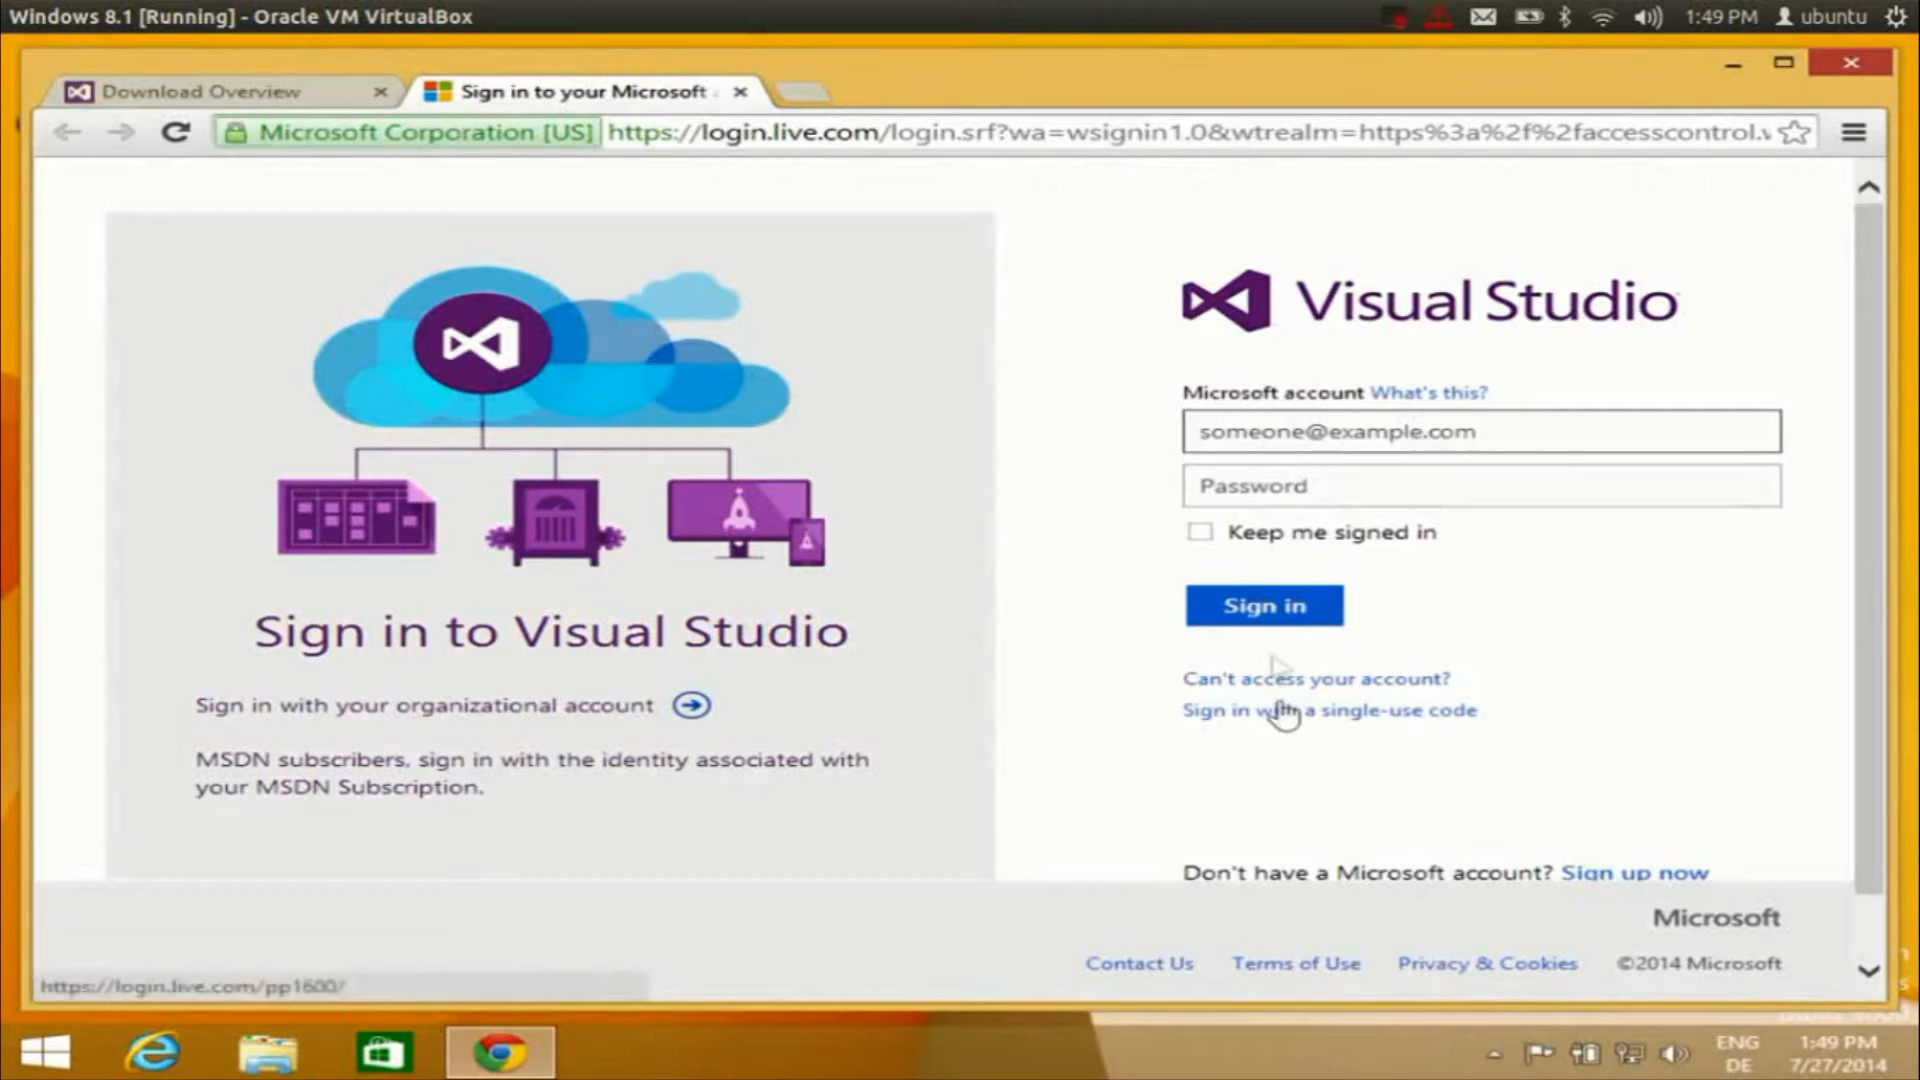 Windows 8.1 [Running] - Oracle VM VirtualBox
1:49 PM
ubuntu
Download Overview
Sign in to your Microsoft
Microsoft Corporation [US]
https://login.live.com/login.srf?wa=wsignin1.0&wtrealm=https%3a%2f%2faccesscontrol.
Visual Studio
Microsoft account What's this?
someone@example.com
Password
Keep me signed in
Sign in
Can't access your account?
Sign in with a single-use code
Sign in to Visual Studio
Sign in with your organizational account
MSDN subscribers, sign in with the identity associated with
your MSDN Subscription.
Don't have a Microsoft account? Sign up now
Microsoft
Contact Us
Terms of Use
Privacy & Cookies
©2014 Microsoft
https://login.live.com/pp1600/
ENG
DE
1:49 PM
7/27/2014